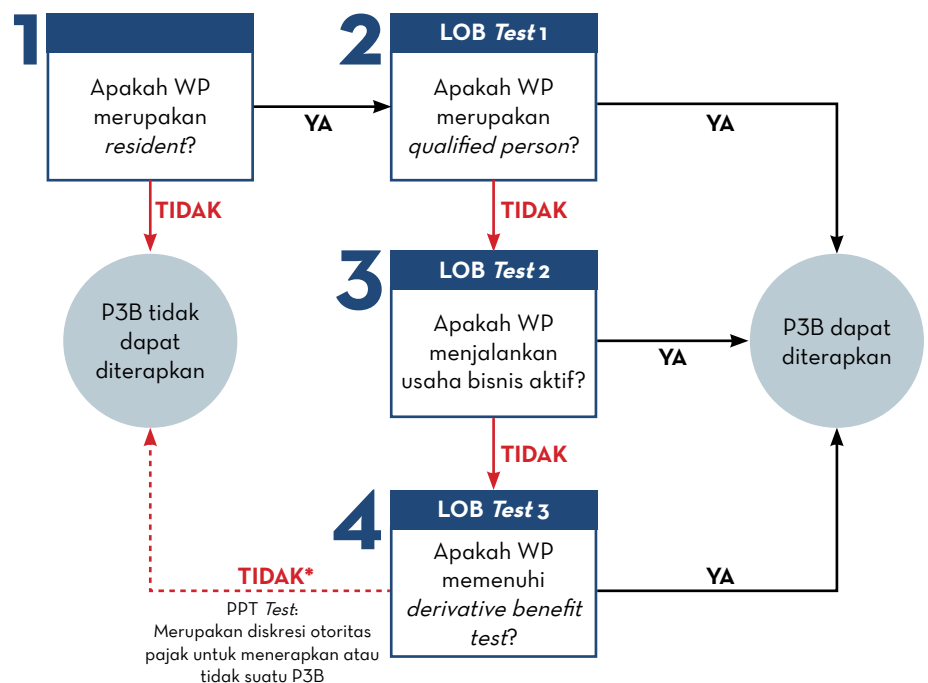 1
Apakah WP
merupakan
resident?
YA
TIDAK
2
LOB Test 1
Apakah WP
merupakan
qualified person?
YA
TIDAK
P3B tidak
dapat
diterapkan
3
LOB Test 2
Apakah WP
menjalankan
usaha bisnis aktif?
YA
TIDAK
P3B dapat
diterapkan
4
LOB Test 3
Apakah WP
memenuhi
derivative benefit
test?
YA
TIDAK*
PPT Test:
Merupakan diskresi otoritas
pajak untuk menerapkan atau
tidak suatu P3B